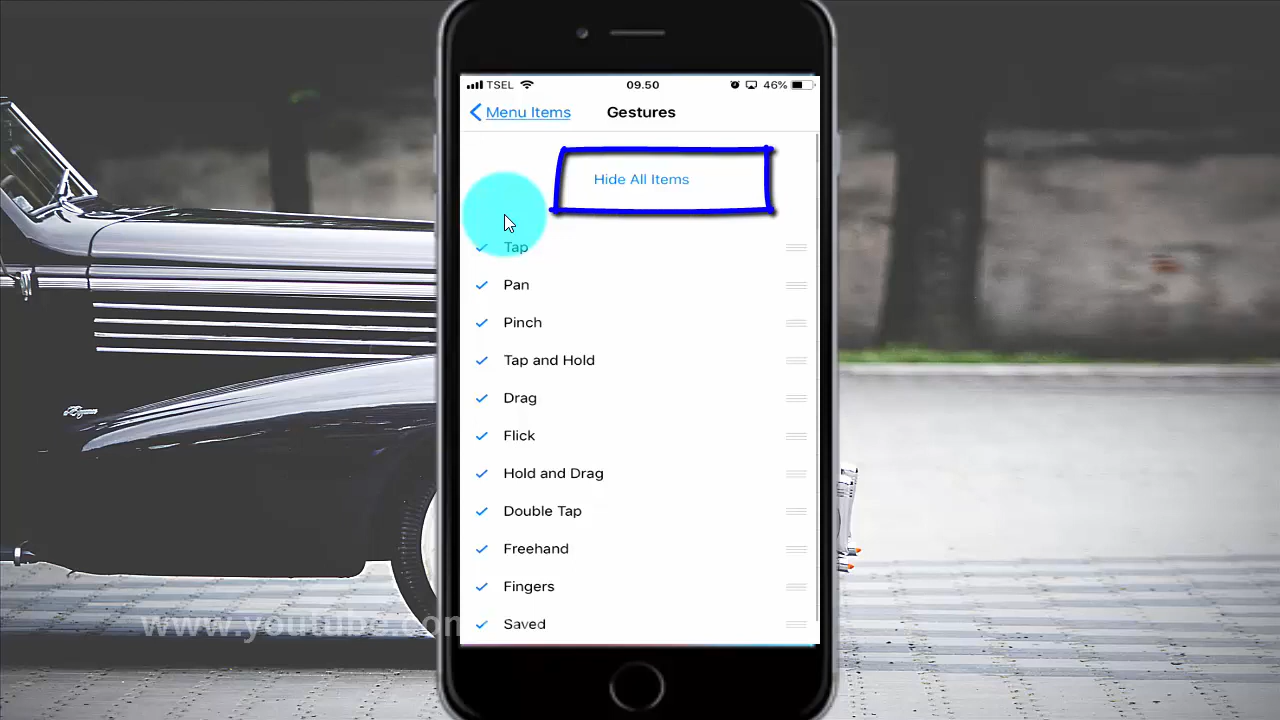 TSEL 09.50 46%
Menu Items Gestures
Hide All Items
Tap
Pan
Pinch
Tap and Hold
Drag
Flick
Hold and Drag
Double Tap
Freehand
Fingers
Saved
www.youtube.com